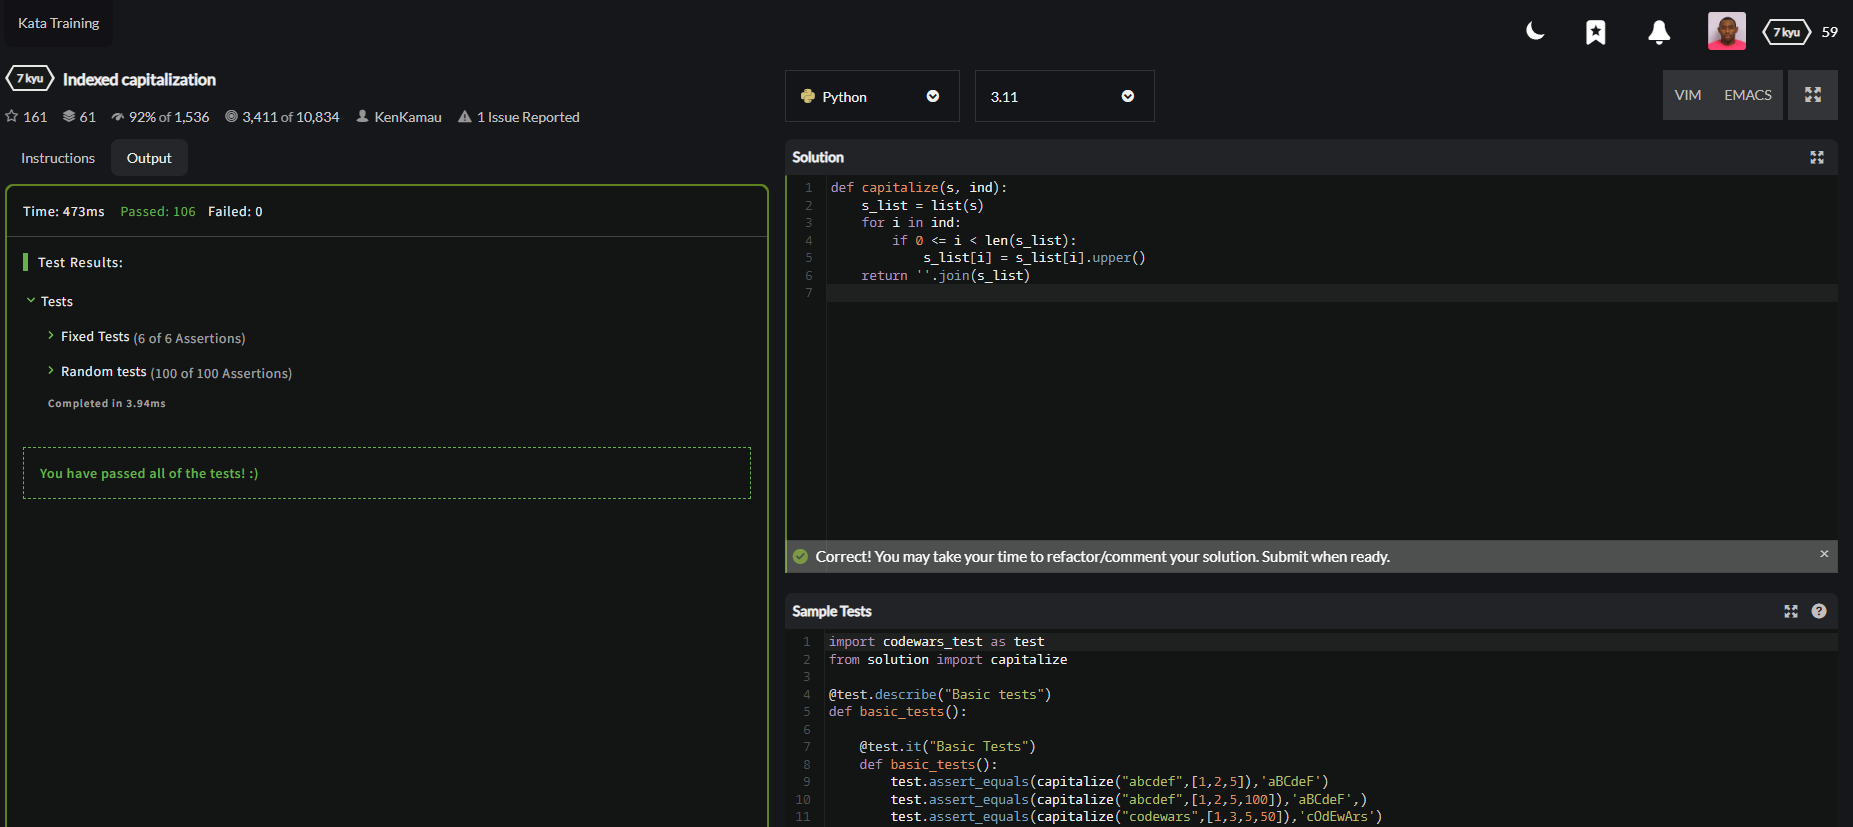 Kata Training
7 kyu 59
7 kyu Indexed capitalization
161 61 92% of 1,536 3,411 of 10,834 KenKamau 1 Issue Reported
Instructions Output
Time: 473ms Passed: 106 Failed: 0
Test Results:
Tests
Fixed Tests (6 of 6 Assertions)
Random tests (100 of 100 Assertions)
Completed in 3.94ms
You have passed all of the tests! :)
Python 3.11 VIM EMACS
Solution
1 def capitalize(s, ind):
2     s_list = list(s)
3     for i in ind:
4         if 0 <= i < len(s_list):
5             s_list[i] = s_list[i].upper()
6     return ''.join(s_list)
7
Correct! You may take your time to refactor/comment your solution. Submit when ready. ×
Sample Tests ?
1 import codewars_test as test
2 from solution import capitalize
3
4 @test.describe("Basic tests")
5 def basic_tests():
6
7     @test.it("Basic Tests")
8     def basic_tests():
9         test.assert_equals(capitalize("abcdef",[1,2,5]),'aBCdeF')
10         test.assert_equals(capitalize("abcdef",[1,2,5,100]),'aBCdeF',)
11         test.assert_equals(capitalize("codewars",[1,3,5,50]),'cOdEwArs')